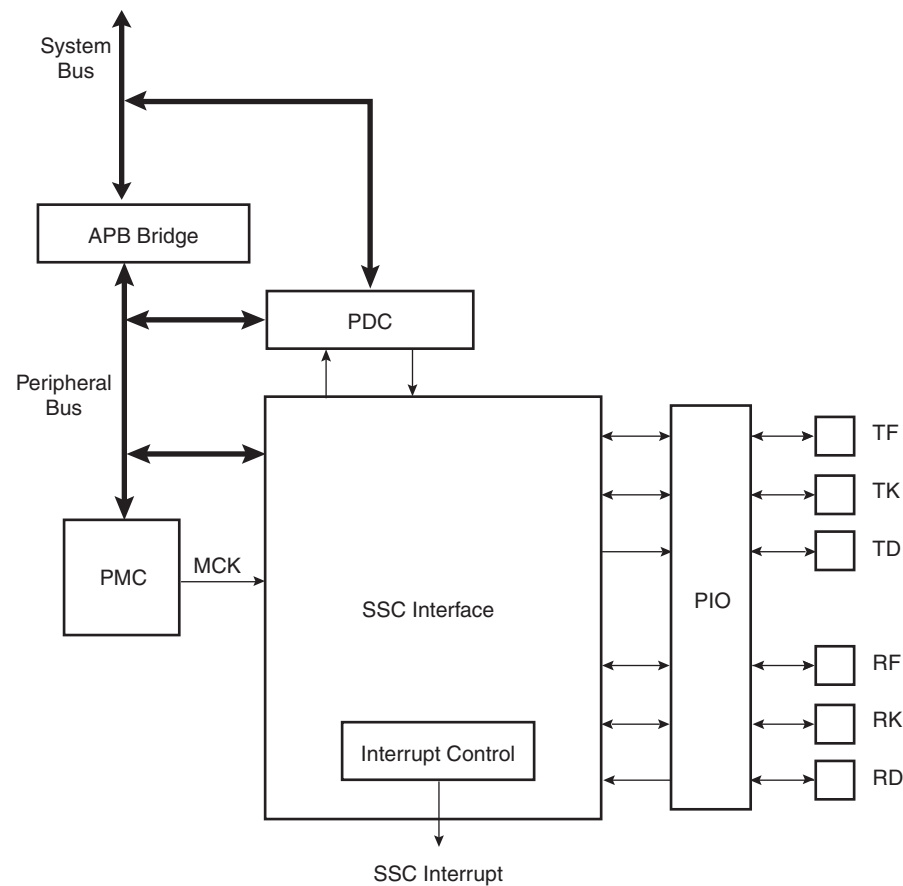 System
Bus
APB Bridge
PDC
Peripheral
Bus
TF
TK
TD
PMC
MCK
SSC Interface
PIO
RF
RK
RD
Interrupt Control
SSC Interrupt